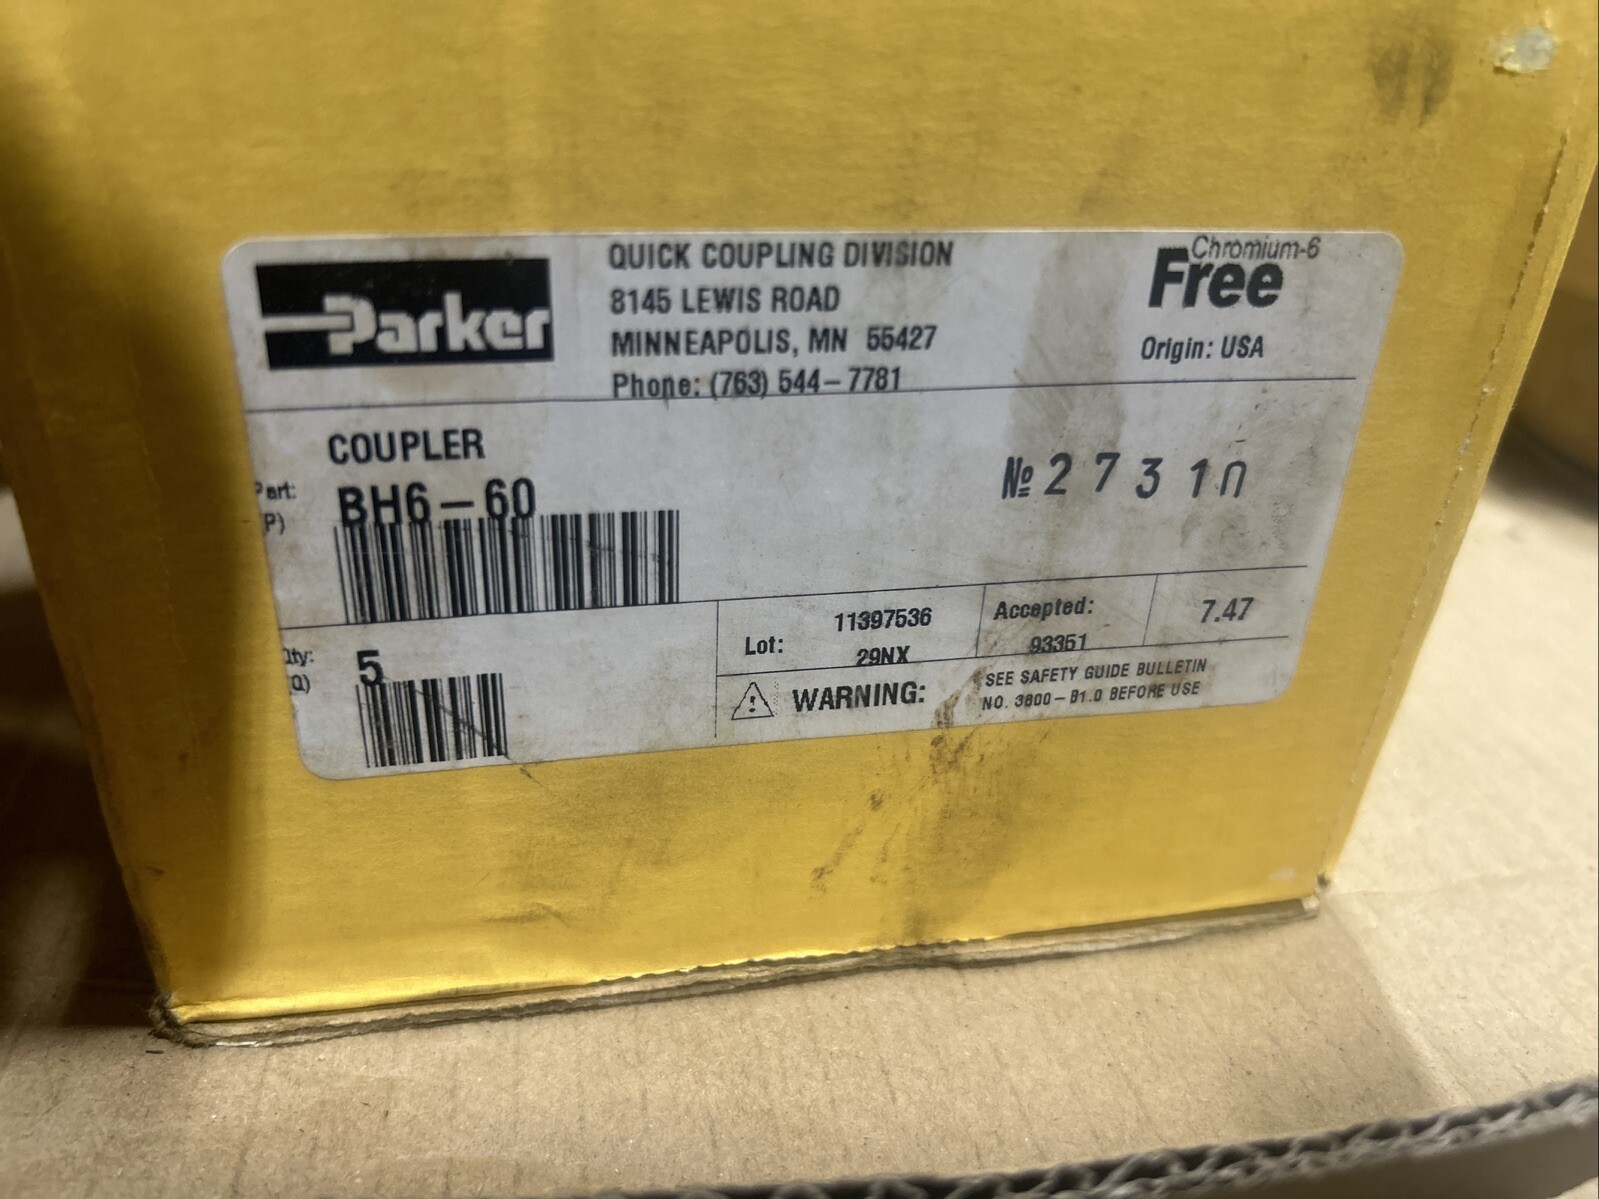 Parker
QUICK COUPLING DIVISION
8145 LEWIS ROAD
MINNEAPOLIS, MN 55427
Phone: (763) 544-7781
Chromium-6
Free
Origin: USA
COUPLER
Part:
(P)
BH6-60
№ 27310
Qty:
(Q)
5
Lot:
11397536
29NX
Accepted:
93351
7.47
WARNING:
SEE SAFETY GUIDE BULLETIN
NO. 3800-B1.0 BEFORE USE